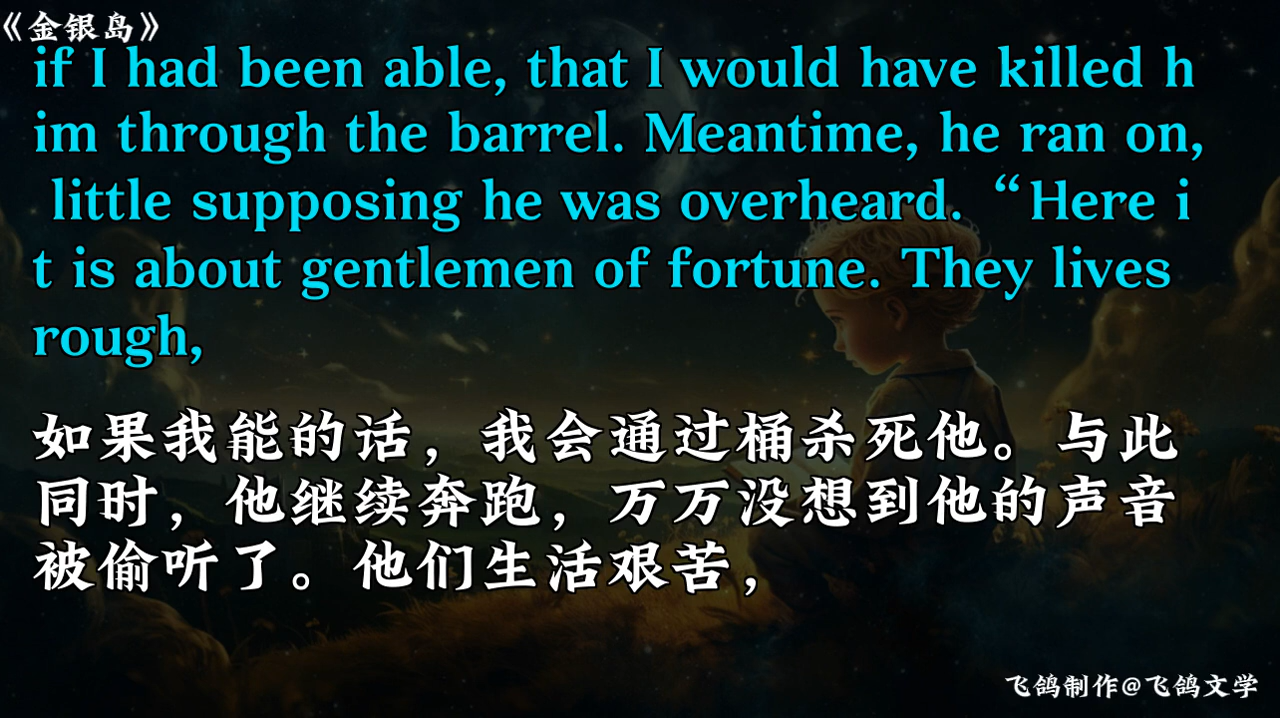 《金银岛》
if I had been able, that I would have killed h
im through the barrel. Meantime, he ran on,
little supposing he was overheard. “Here i
t is about gentlemen of fortune. They lives
rough,
如果我能的话，我会通过桶杀死他。与此
同时，他继续奔跑，万万没想到他的声音
被偷听了。他们生活艰苦，
飞鸽制作@飞鸽文学